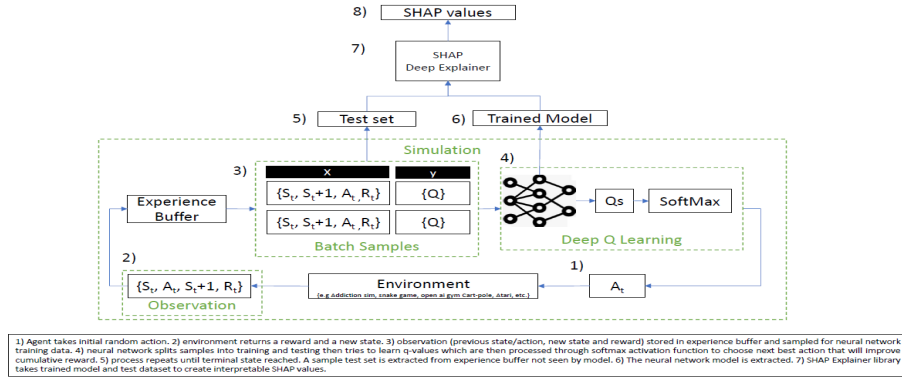 8)
SHAP values
7)
SHAP
Deep Explainer
5)
Test set
6)
Trained Model
Simulation
3)
x
y
4)
{St, St+1, At, Rt}
{Q}
{St, St+1, At, Rt}
{Q}
Batch Samples
Experience
Buffer
Qs
SoftMax
Deep Q Learning
2)
{St, At, St+1, Rt}
Observation
Environment
{e.g Addiction sim, snake game, open ai gym Cart-pole, Atari, etc.}
1)
At
1) Agent takes initial random action. 2) environment returns a reward and a new state. 3) observation (previous state/action, new state and reward) stored in experience buffer and sampled for neural network
training data. 4) neural network splits samples into training and testing then tries to learn q-values which are then processed through softmax activation function to choose next best action that will improve
cumulative reward. 5) process repeats until terminal state reached. A sample test set is extracted from experience buffer not seen by model. 6) The neural network model is extracted. 7) SHAP Explainer library
takes trained model and test dataset to create interpretable SHAP values.